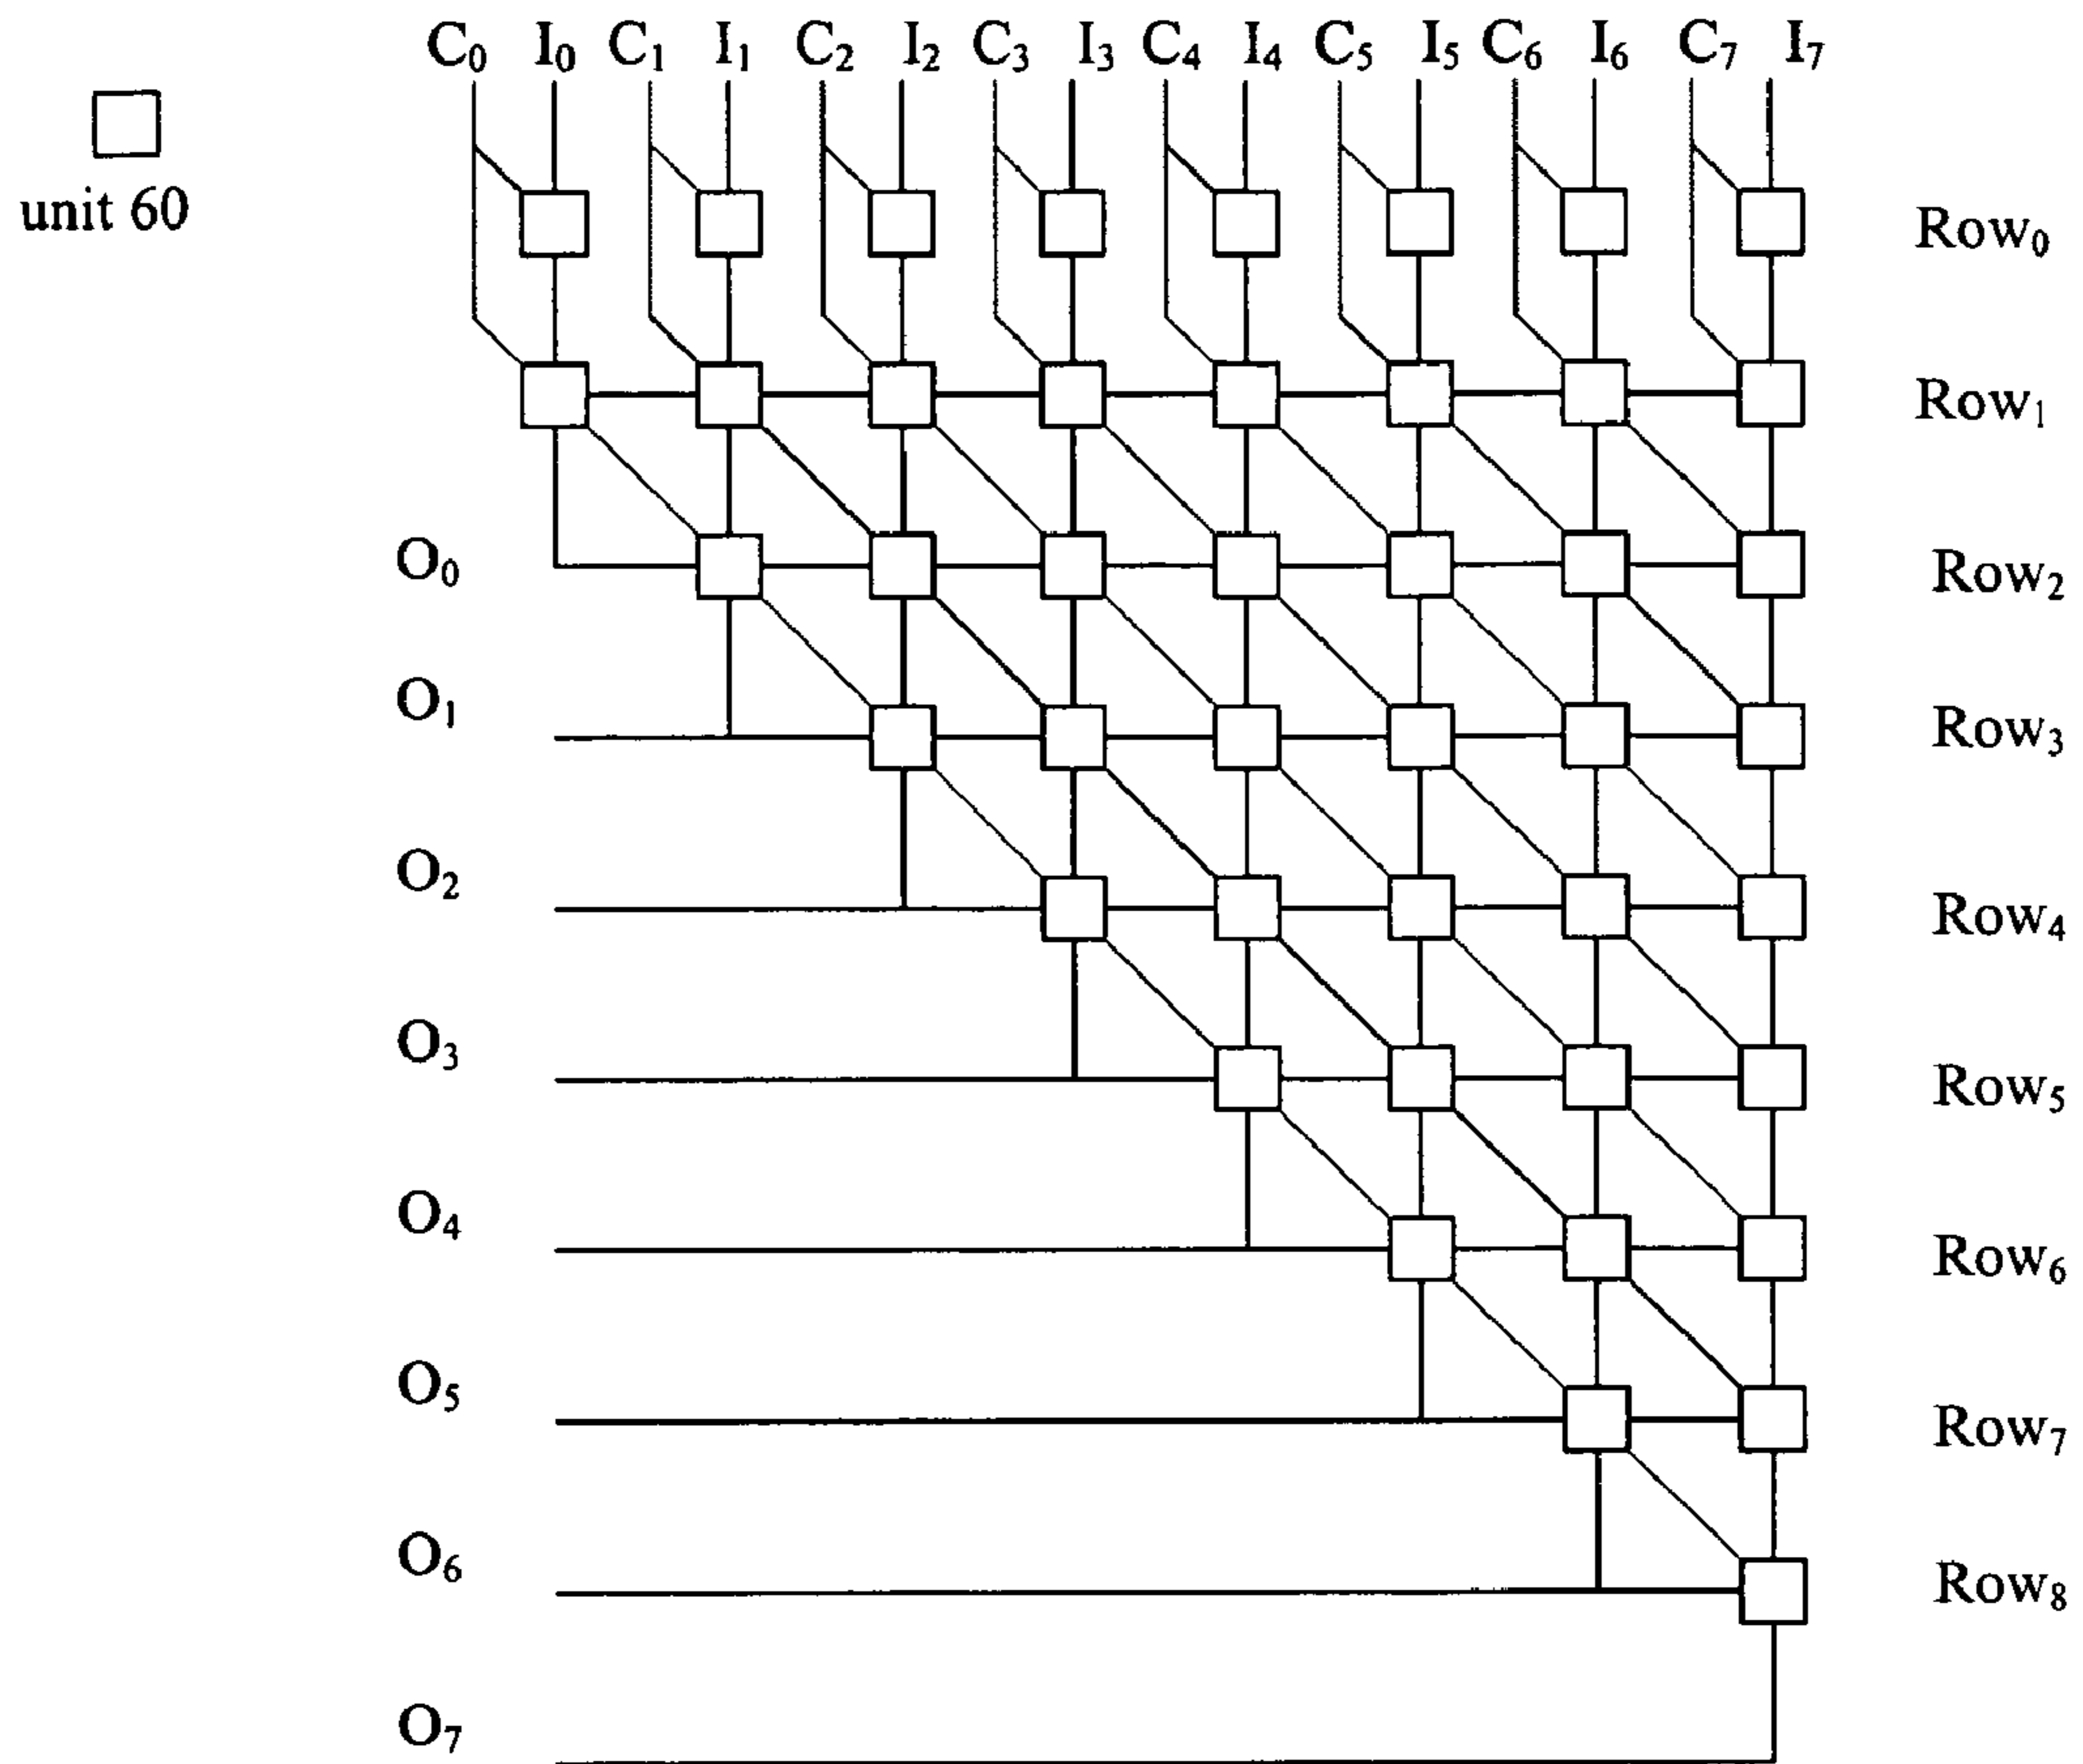 C₀ I₀ C₁ I₁ C₂ I₂ C₃ I₃ C₄ I₄ C₅ I₅ C₆ I₆ C₇ I₇
unit 60
Row₀
Row₁
O₀ Row₂
O₁ Row₃
O₂ Row₄
O₃ Row₅
O₄ Row₆
O₅ Row₇
O₆ Row₈
O₇